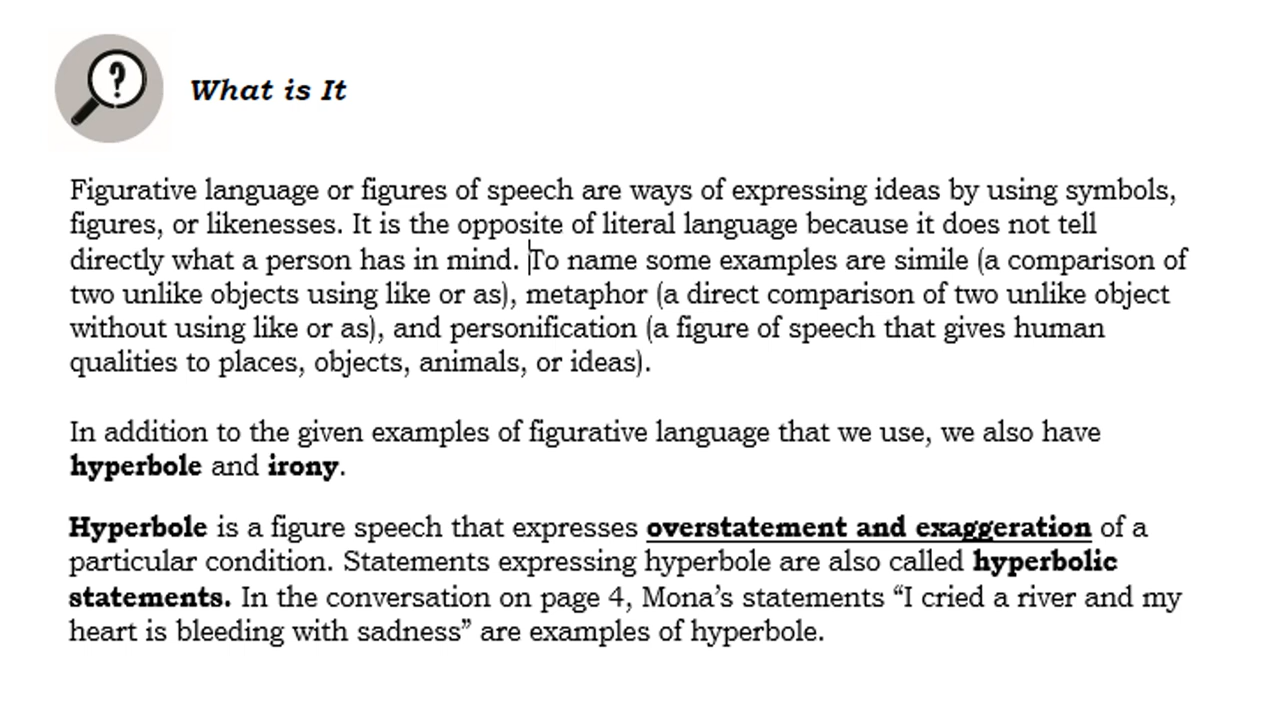 What is It
Figurative language or figures of speech are ways of expressing ideas by using symbols,
figures, or likenesses. It is the opposite of literal language because it does not tell
directly what a person has in mind. To name some examples are simile (a comparison of
two unlike objects using like or as), metaphor (a direct comparison of two unlike object
without using like or as), and personification (a figure of speech that gives human
qualities to places, objects, animals, or ideas).
In addition to the given examples of figurative language that we use, we also have
hyperbole and irony.
Hyperbole is a figure speech that expresses overstatement and exaggeration of a
particular condition. Statements expressing hyperbole are also called hyperbolic
statements. In the conversation on page 4, Mona’s statements “I cried a river and my
heart is bleeding with sadness” are examples of hyperbole.